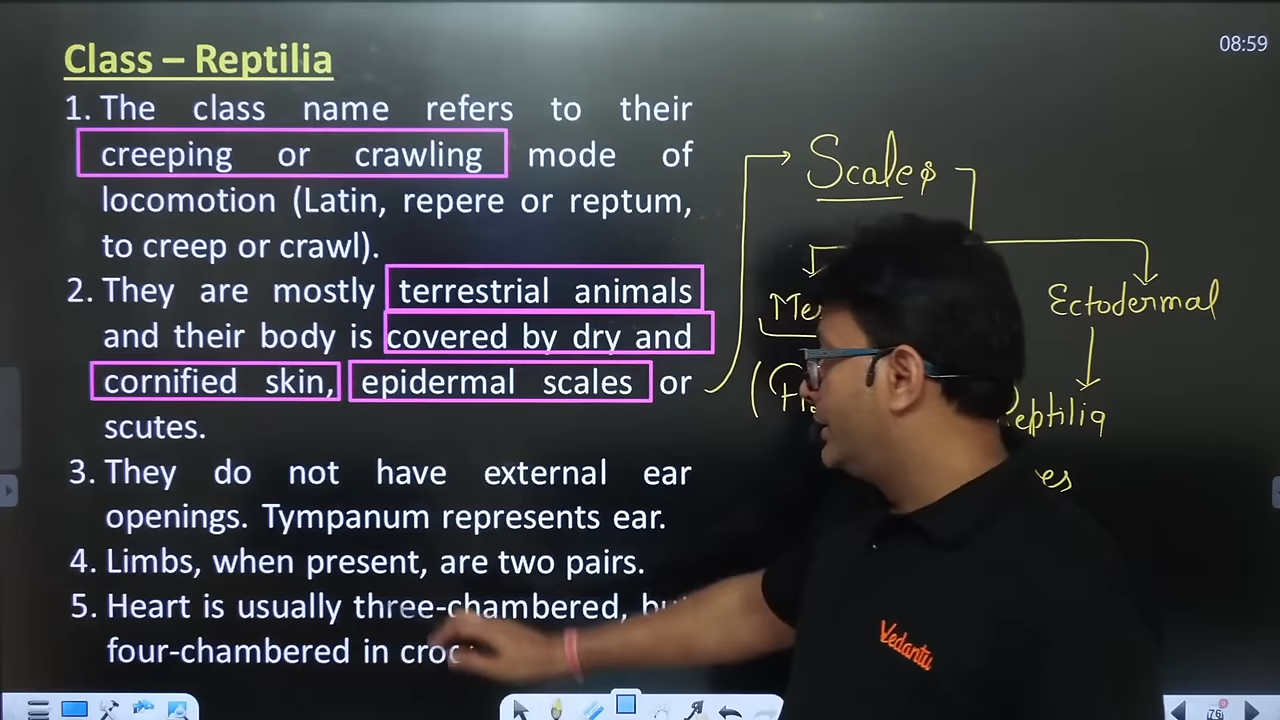 Class – Reptilia
08:59
1. The class name refers to their
creeping or crawling mode of
locomotion (Latin, repere or reptum,
to creep or crawl).
2. They are mostly terrestrial animals
and their body is covered by dry and
cornified skin, epidermal scales or
scutes.
3. They do not have external ear
openings. Tympanum represents ear.
4. Limbs, when present, are two pairs.
5. Heart is usually three-chambered,
four-chambered in
Scales
Ectodermal
Reptilia
Vedantu
76